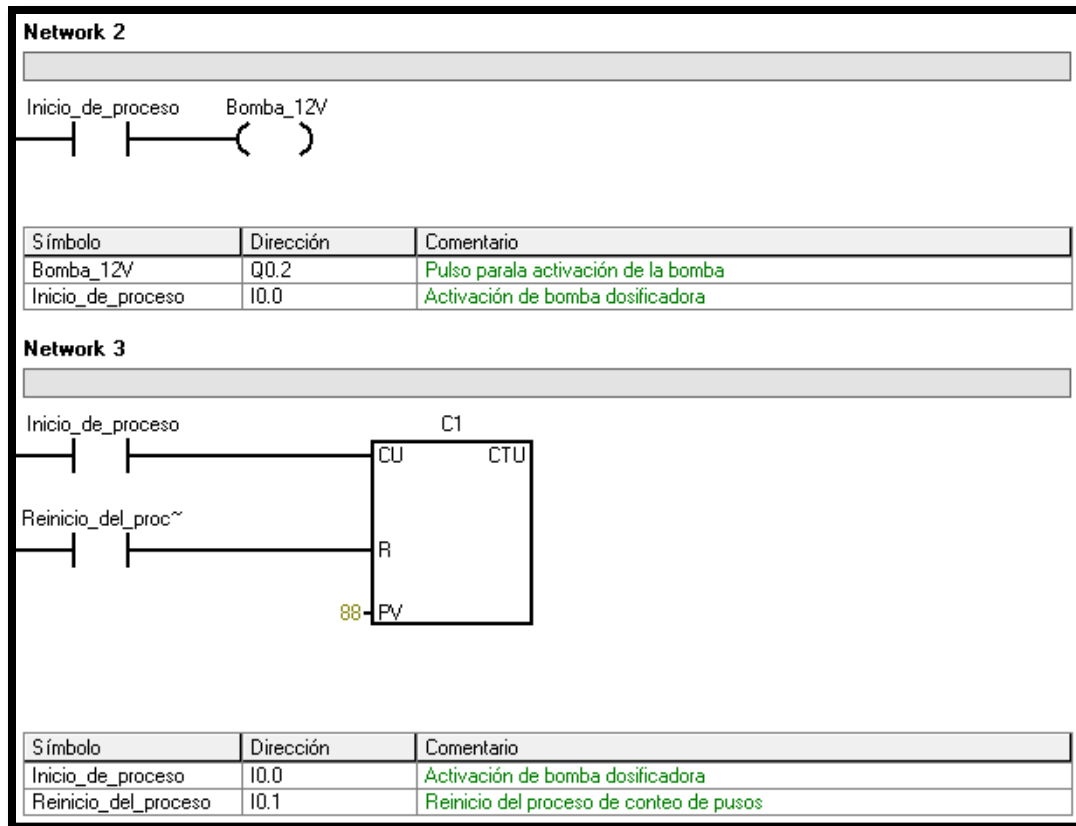 Network 2
Inicio_de_proceso Bomba_12V
Símbolo Dirección Comentario
Bomba_12V Q0.2 Pulso parala activación de la bomba
Inicio_de_proceso I0.0 Activación de bomba dosificadora
Network 3
Inicio_de_proceso C1
CU CTU
Reinicio_del_proc~
R
88 PV
Símbolo Dirección Comentario
Inicio_de_proceso I0.0 Activación de bomba dosificadora
Reinicio_del_proceso I0.1 Reinicio del proceso de conteo de pusos